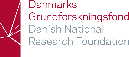 Danmarks
Grundforskningsfond
Danish National
Research Foundation